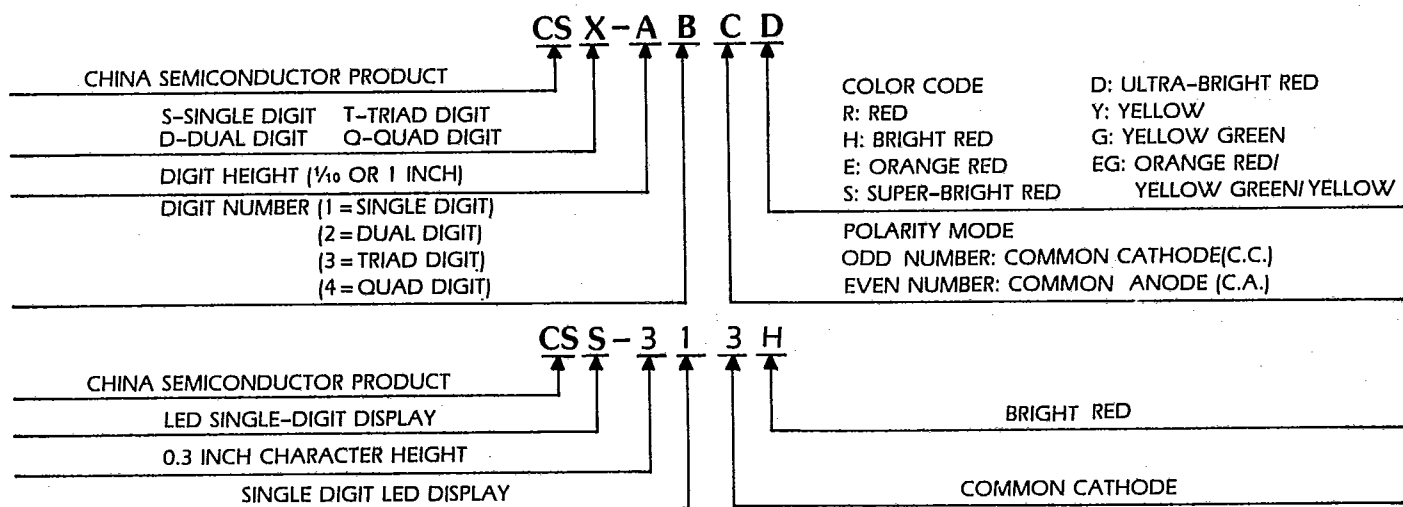 CS X-A B C D
CHINA SEMICONDUCTOR PRODUCT
S-SINGLE DIGIT T-TRIAD DIGIT
D-DUAL DIGIT Q-QUAD DIGIT
DIGIT HEIGHT (1/10 OR 1 INCH)
DIGIT NUMBER (1=SINGLE DIGIT)
(2=DUAL DIGIT)
(3=TRIAD DIGIT)
(4=QUAD DIGIT)
COLOR CODE D: ULTRA-BRIGHT RED
R: RED Y: YELLOW
H: BRIGHT RED G: YELLOW GREEN
E: ORANGE RED EG: ORANGE RED/
S: SUPER-BRIGHT RED YELLOW GREEN/YELLOW
POLARITY MODE
ODD NUMBER: COMMON CATHODE(C.C.)
EVEN NUMBER: COMMON ANODE (C.A.)
CS S-3 1 3 H
CHINA SEMICONDUCTOR PRODUCT
LED SINGLE-DIGIT DISPLAY
0.3 INCH CHARACTER HEIGHT
SINGLE DIGIT LED DISPLAY
BRIGHT RED
COMMON CATHODE